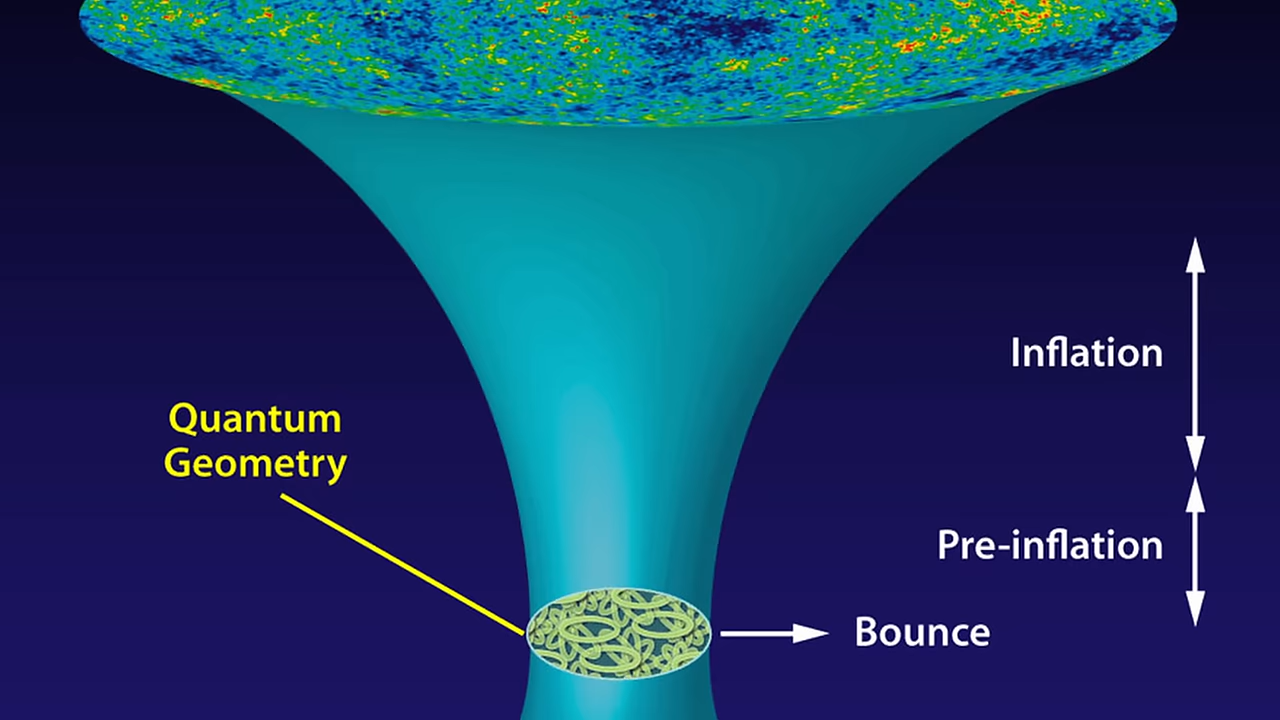 Inflation
Quantum
Geometry
Pre-inflation
Bounce